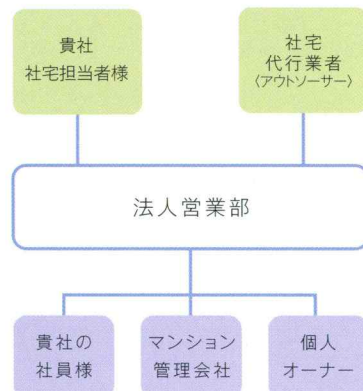 貴社
社宅担当者様
社宅
代行業者
〈アウトソーサー〉
法人営業部
貴社の
社員様
マンション
管理会社
個人
オーナー